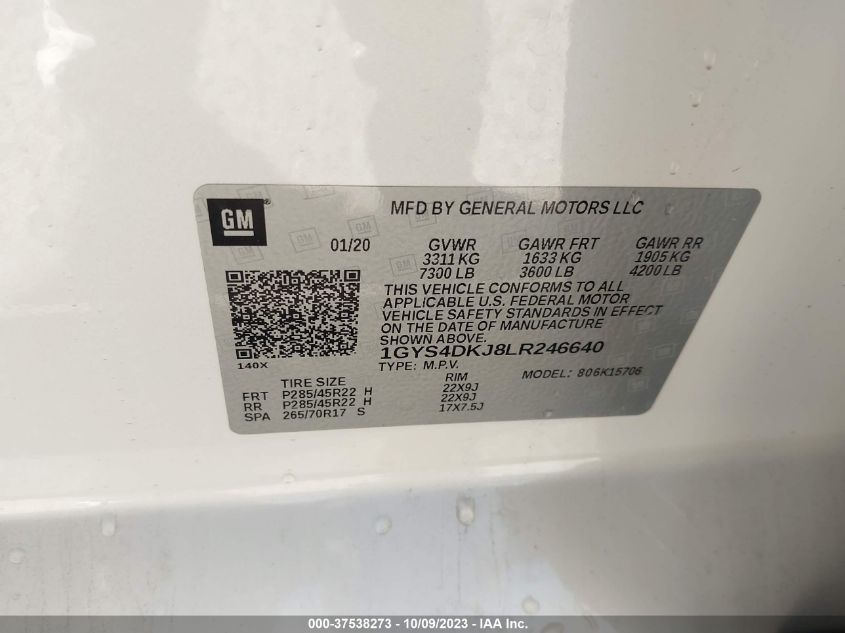 GM®
MFD BY GENERAL MOTORS LLC
01/20 GVWR GAWR FRT GAWR RR
3311 KG 1633 KG 1905 KG
7300 LB 3600 LB 4200 LB
THIS VEHICLE CONFORMS TO ALL
APPLICABLE U.S. FEDERAL MOTOR
VEHICLE SAFETY STANDARDS IN EFFECT
ON THE DATE OF MANUFACTURE
SHOWN ABOVE.
1GYS4DKJ8LR246640
140X
TYPE: M.P.V. MODEL: 806K15706
TIRE SIZE RIM
FRT P285/45R22 H 22X9J
RR P285/45R22 H 22X9J
SPA 265/70R17 S 17X7.5J
000-37538273 - 10/09/2023 - IAA Inc.